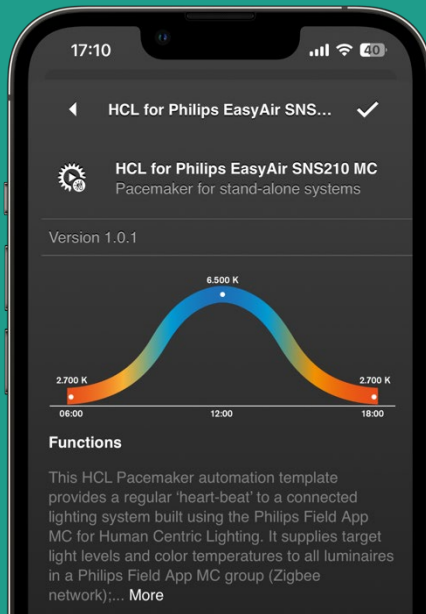 17:10
40
HCL for Philips EasyAir SNS...
HCL for Philips EasyAir SNS210 MC
Pacemaker for stand-alone systems
Version 1.0.1
6.500 K
2.700 K
2.700 K
06:00
12:00
18:00
Functions
This HCL Pacemaker automation template
provides a regular ‘heart-beat’ to a connected
lighting system built using the Philips Field App
MC for Human Centric Lighting. It supplies target
light levels and color temperatures to all luminaires
in a Philips Field App MC group (Zigbee
network);... More